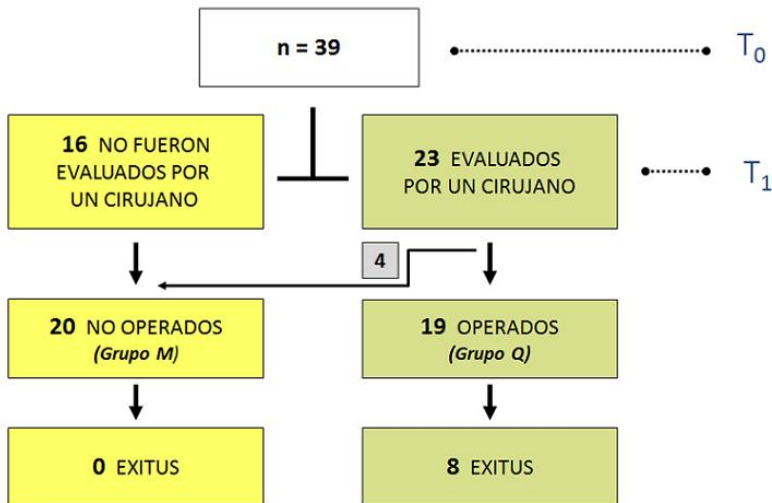 n = 39
T0
16 NO FUERON
EVALUADOS POR
UN CIRUJANO
23 EVALUADOS
POR UN CIRUJANO
T1
4
20 NO OPERADOS
(Grupo M)
19 OPERADOS
(Grupo Q)
0 EXITUS
8 EXITUS